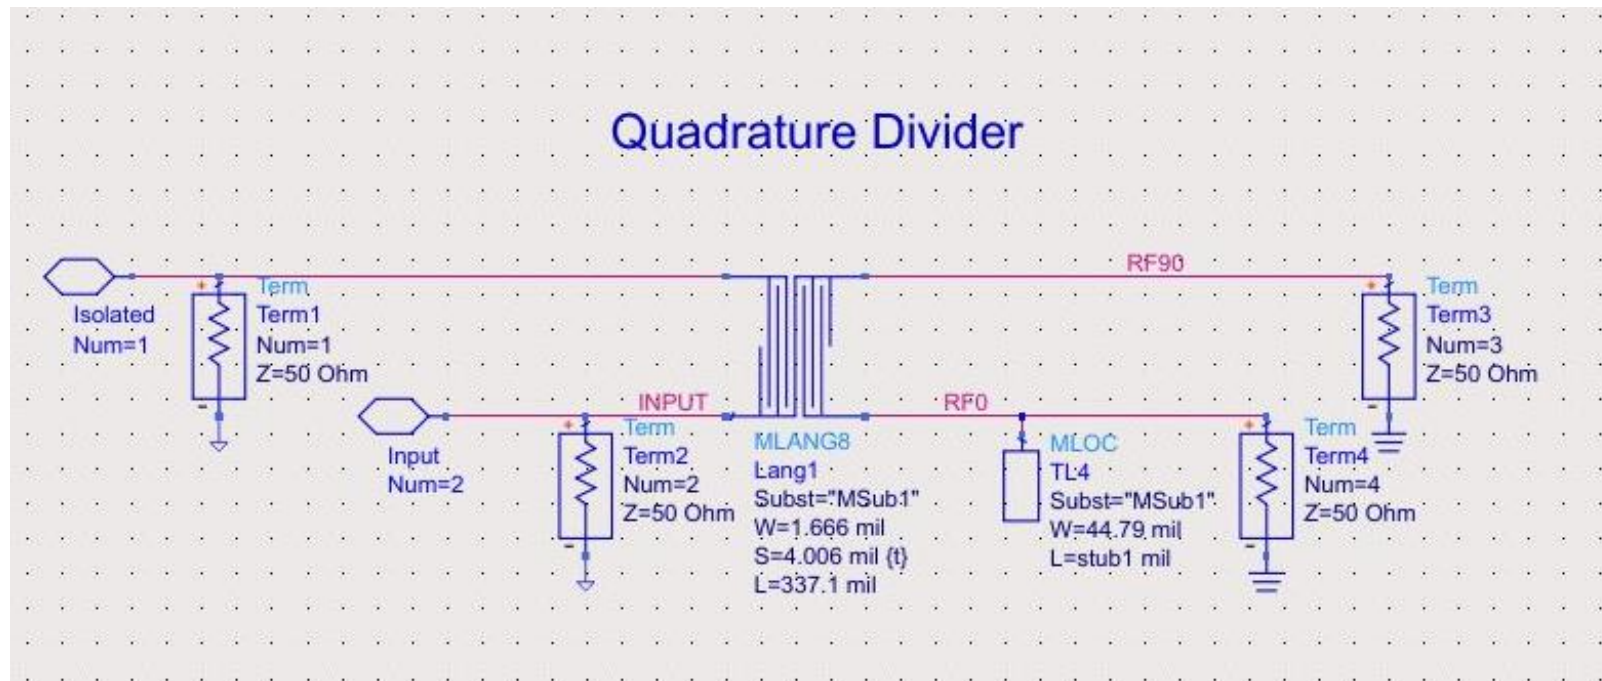 Quadrature Divider
Isolated
Num=1
Term
Term1
Num=1
Z=50 Ohm
RF90
Term
Term3
Num=3
Z=50 Ohm
Input
Num=2
INPUT
Term
Term2
Num=2
Z=50 Ohm
MLANG8
Lang1
Subst="MSub1"
W=1.666 mil
S=4.006 mil {t}
L=337.1 mil
RF0
MLOC
TL4
Subst="MSub1"
W=44.79 mil
L=stub1 mil
Term
Term4
Num=4
Z=50 Ohm